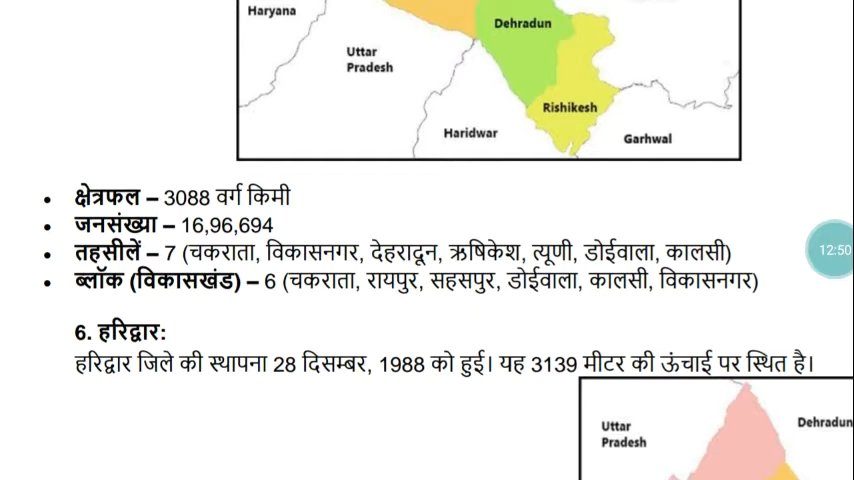 Haryana
Dehradun
Uttar
Pradesh
Rishikesh
Haridwar
Garhwal
• क्षेत्रफल – 3088 वर्ग किमी
• जनसंख्या – 16,96,694
• तहसीलें – 7 (चकराता, विकासनगर, देहरादून, ऋषिकेश, त्यूणी, डोईवाला, कालसी)
12:50
• ब्लॉक (विकासखंड) – 6 (चकराता, रायपुर, सहसपुर, डोईवाला, कालसी, विकासनगर)
6. हरिद्वार:
हरिद्वार जिले की स्थापना 28 दिसम्बर, 1988 को हुई। यह 3139 मीटर की ऊंचाई पर स्थित है।
Uttar
Pradesh
Dehradun